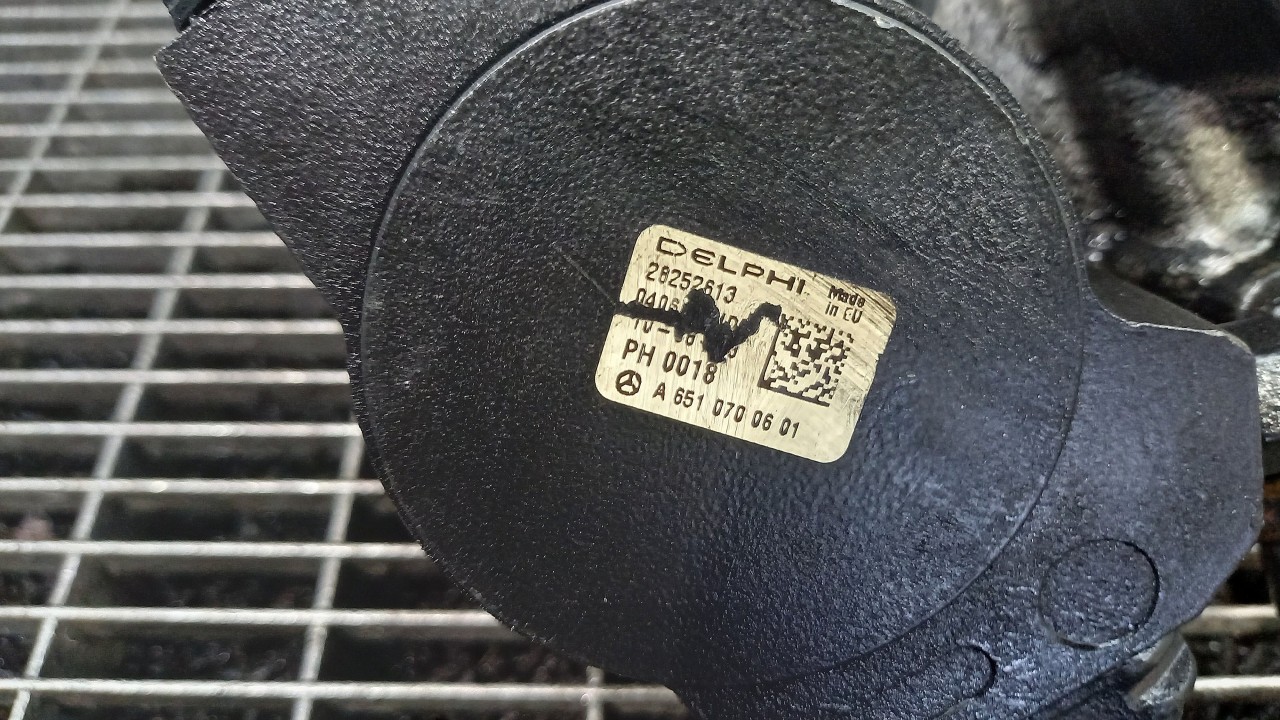 DELPHI
Made
in EU
28252613
PH 0018
A 651 070 06 01